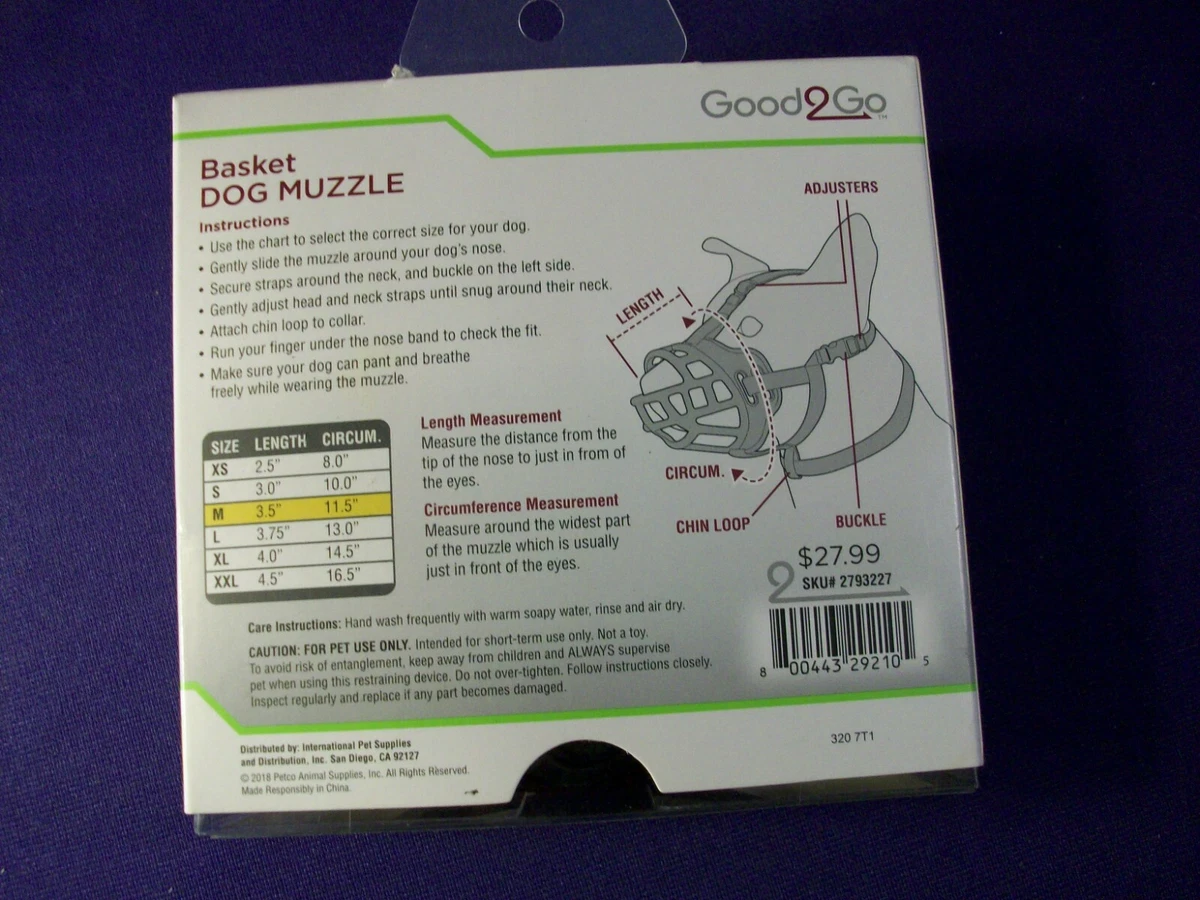 Good2Go™
Basket
DOG MUZZLE
Instructions
• Use the chart to select the correct size for your dog.
• Gently slide the muzzle around your dog's nose.
• Secure straps around the neck, and buckle on the left side.
• Gently adjust head and neck straps until snug around their neck.
• Attach chin loop to collar.
• Run your finger under the nose band to check the fit.
• Make sure your dog can pant and breathe
freely while wearing the muzzle.
ADJUSTERS
LENGTH
CIRCUM.
CHIN LOOP
BUCKLE
SIZE LENGTH CIRCUM.
XS 2.5" 8.0"
S 3.0" 10.0"
M 3.5" 11.5"
L 3.75" 13.0"
XL 4.0" 14.5"
XXL 4.5" 16.5"
Length Measurement
Measure the distance from the
tip of the nose to just in from of
the eyes.
Circumference Measurement
Measure around the widest part
of the muzzle which is usually
just in front of the eyes.
$27.99
2 SKU# 2793227
8 00443 29210 5
Care Instructions: Hand wash frequently with warm soapy water, rinse and air dry.
CAUTION: FOR PET USE ONLY. Intended for short-term use only. Not a toy.
To avoid risk of entanglement, keep away from children and ALWAYS supervise
pet when using this restraining device. Do not over-tighten. Follow instructions closely.
Inspect regularly and replace if any part becomes damaged.
Distributed by: International Pet Supplies
and Distribution, Inc. San Diego, CA 92127
© 2018 Petco Animal Supplies, Inc. All Rights Reserved.
Made Responsibly in China.
320 7T1